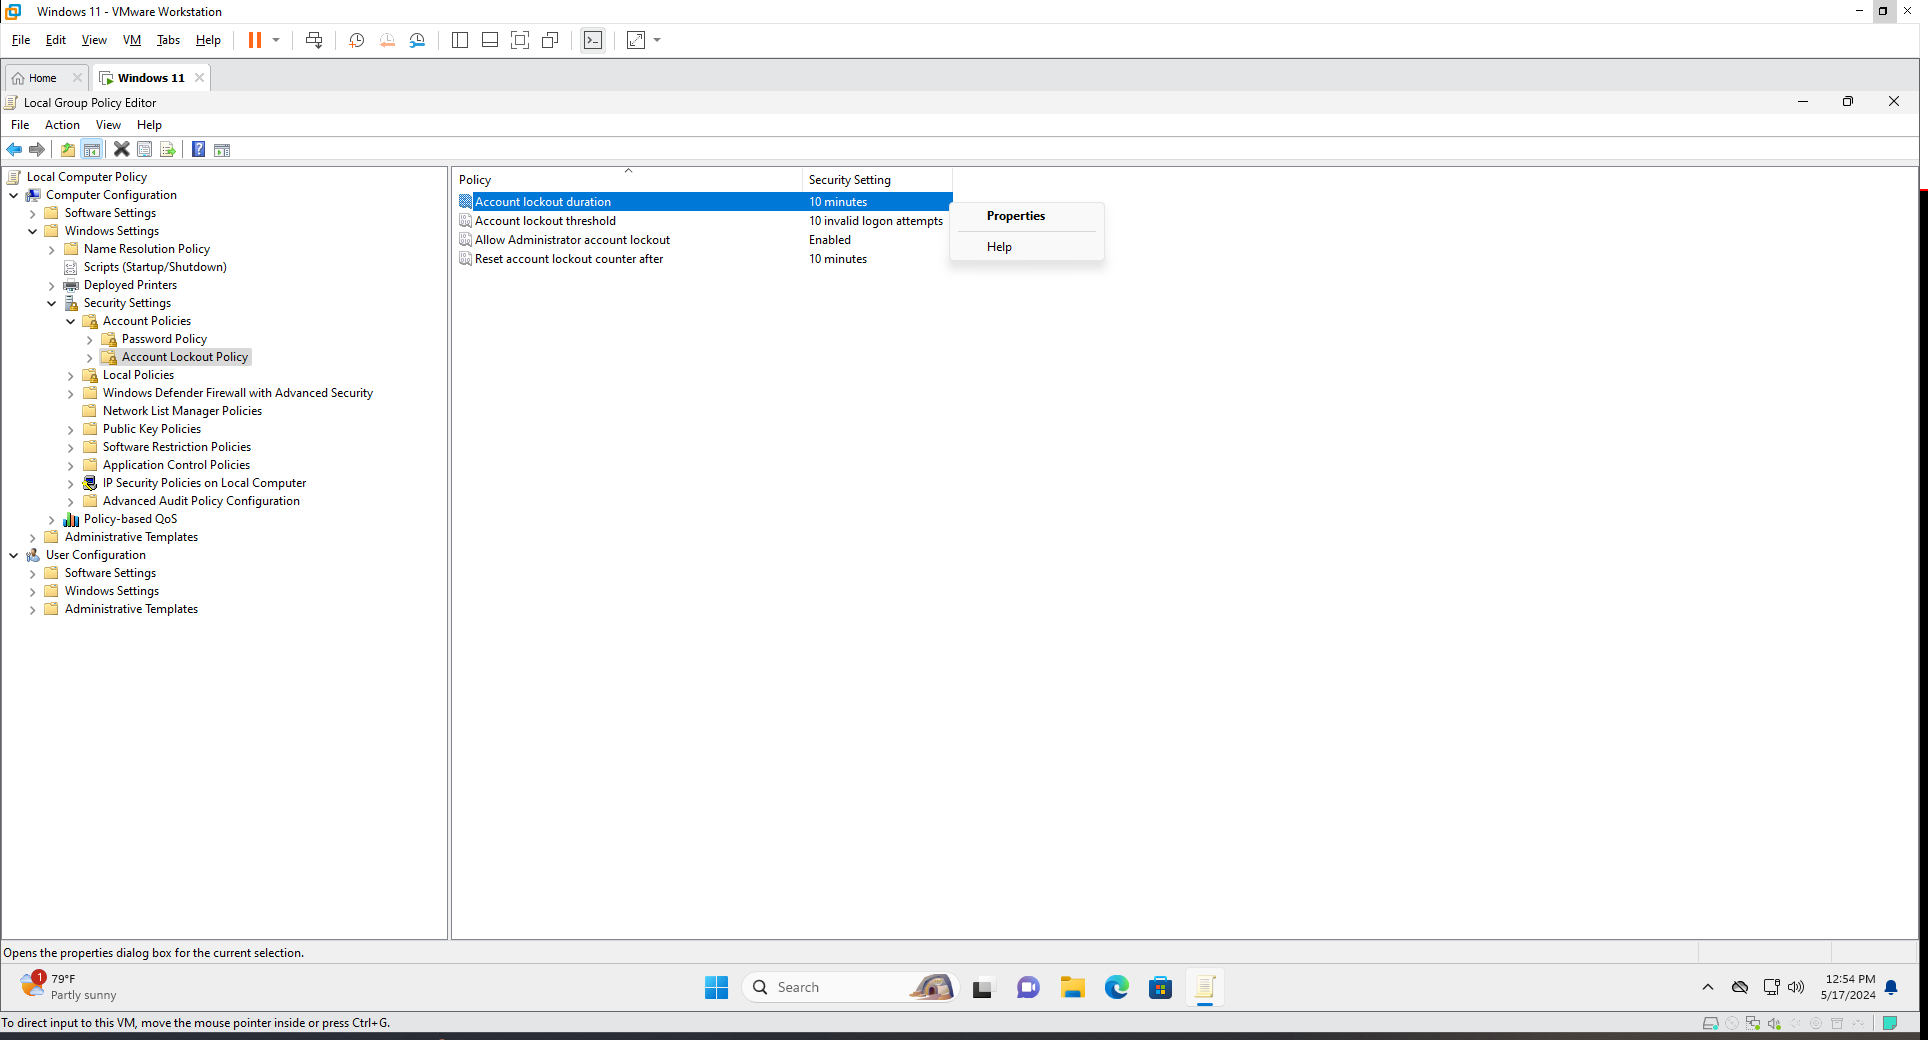 Windows 11 - VMware Workstation
File Edit View VM Tabs Help
Home
Windows 11
Local Group Policy Editor
File Action View Help
Local Computer Policy
Computer Configuration
Software Settings
Windows Settings
Name Resolution Policy
Scripts (Startup/Shutdown)
Deployed Printers
Security Settings
Account Policies
Password Policy
Account Lockout Policy
Local Policies
Windows Defender Firewall with Advanced Security
Network List Manager Policies
Public Key Policies
Software Restriction Policies
Application Control Policies
IP Security Policies on Local Computer
Advanced Audit Policy Configuration
Policy-based QoS
Administrative Templates
User Configuration
Software Settings
Windows Settings
Administrative Templates
Policy Security Setting
Account lockout duration 10 minutes
Account lockout threshold 10 invalid logon attempts
Allow Administrator account lockout Enabled
Reset account lockout counter after 10 minutes
Properties
Help
Opens the properties dialog box for the current selection.
1
79°F
Partly sunny
Search
12:54 PM
5/17/2024
To direct input to this VM, move the mouse pointer inside or press Ctrl+G.